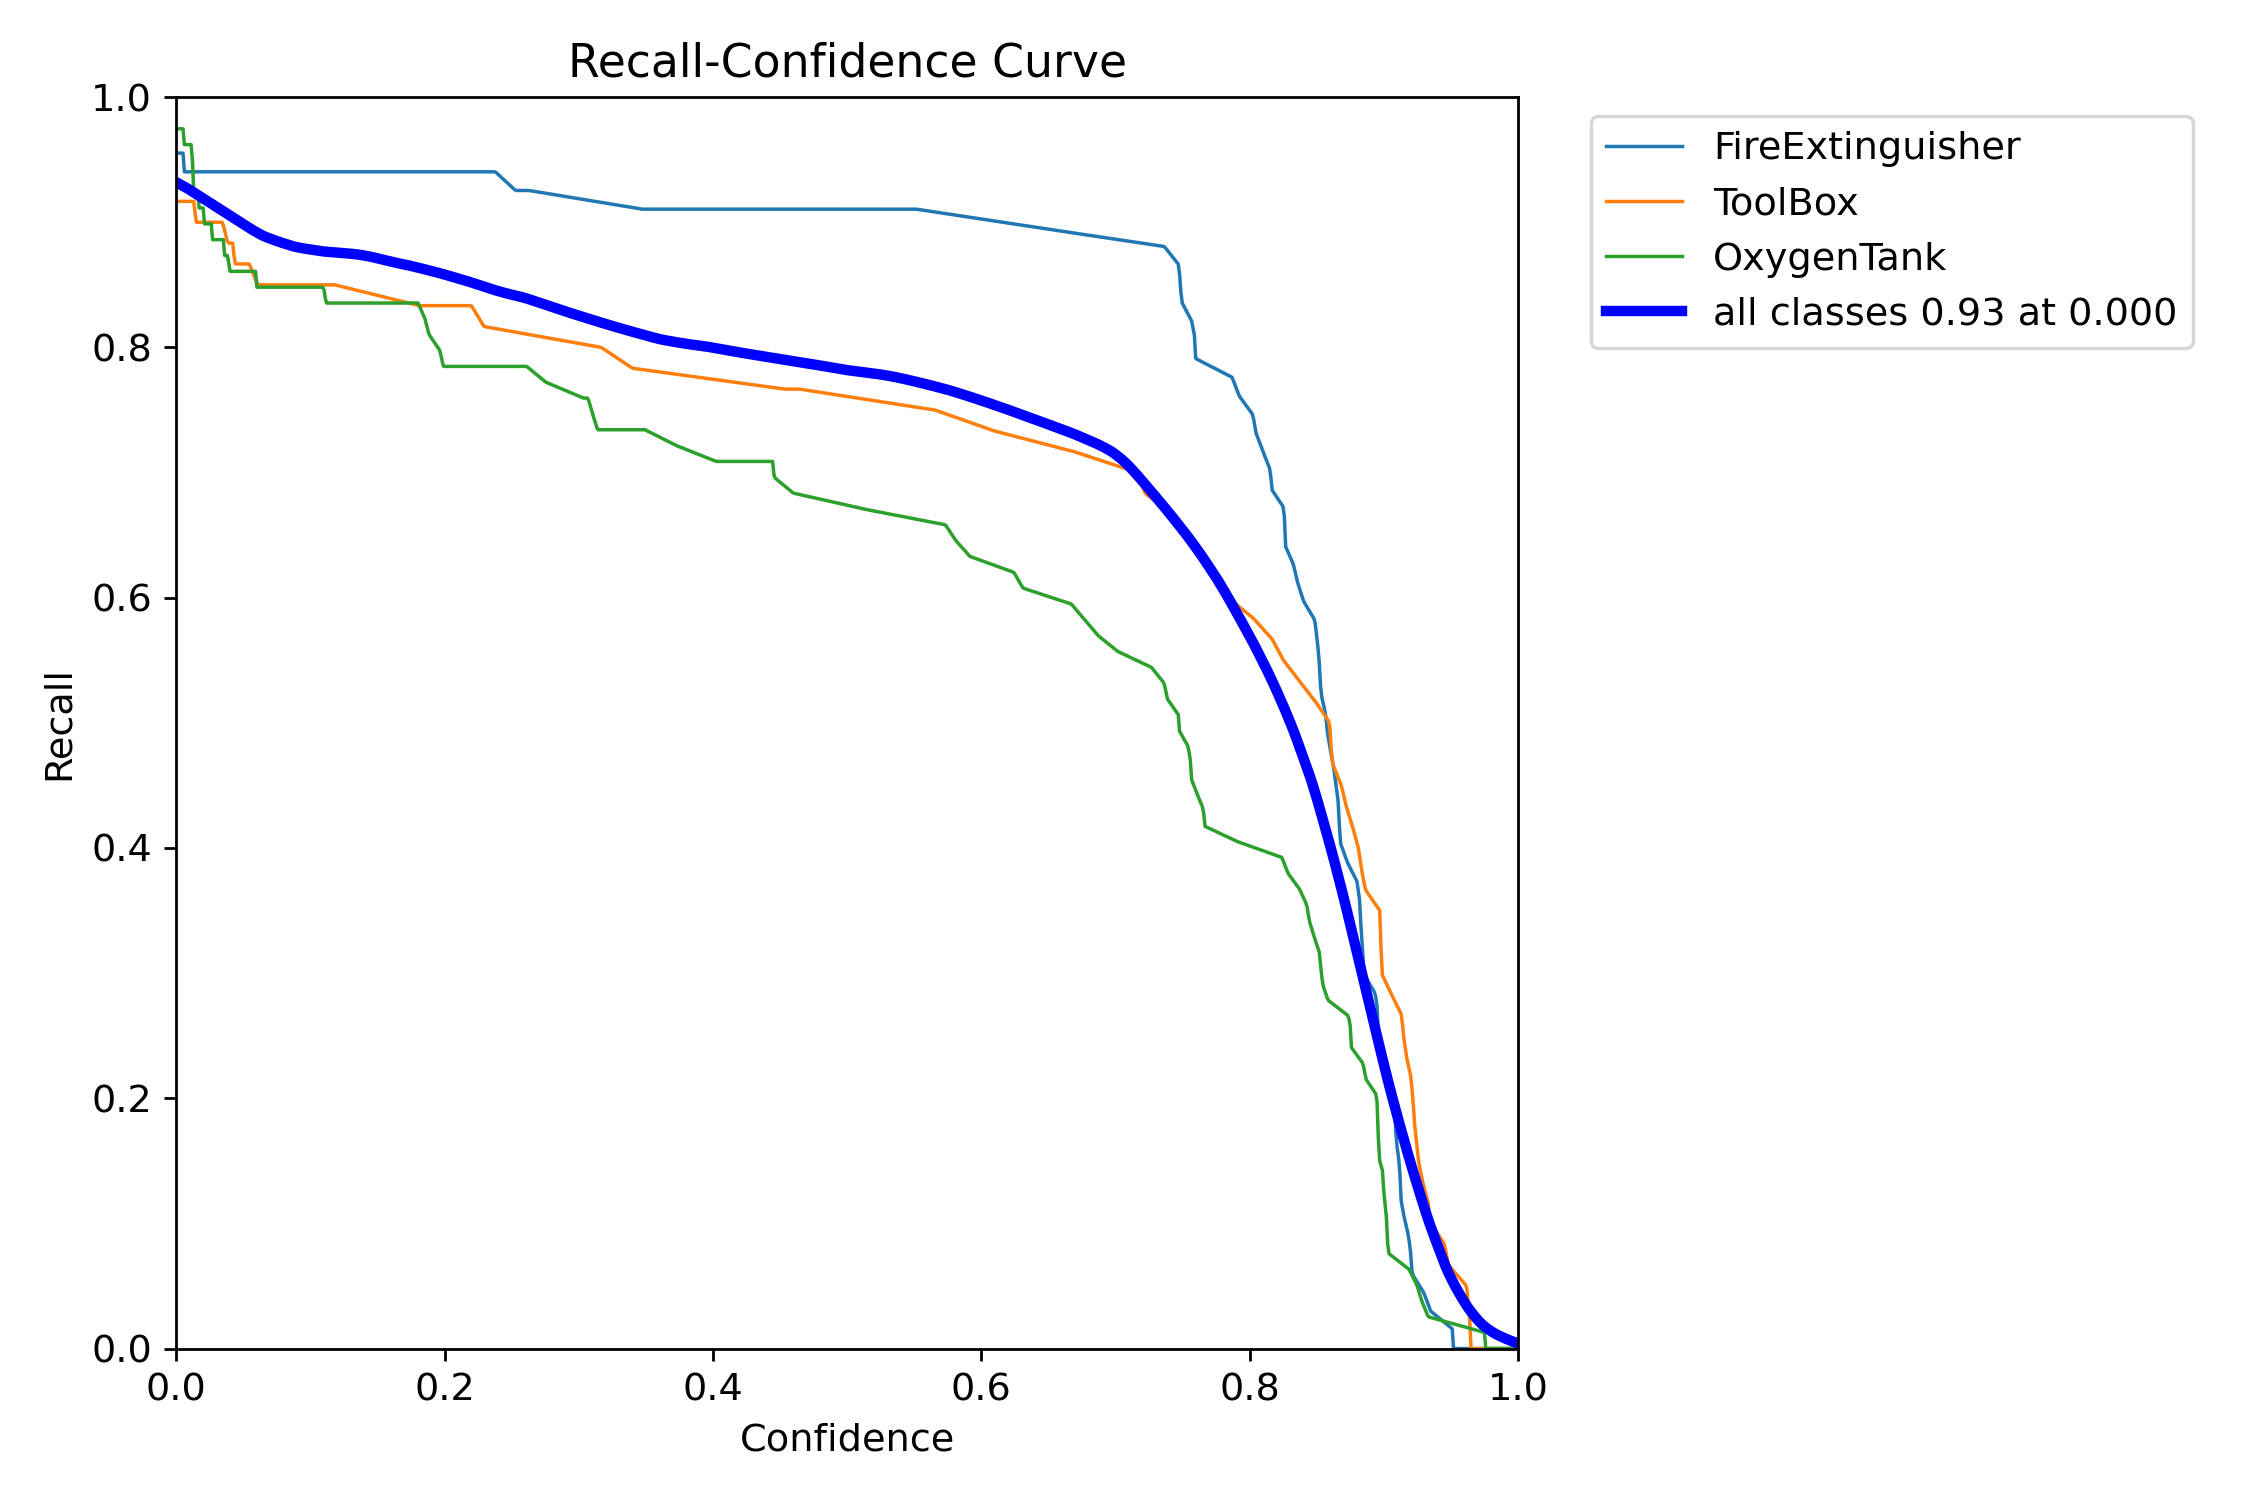 Recall-Confidence Curve
1.0
0.8
0.6
0.4
0.2
0.0
Recall
0.0 0.2 0.4 0.6 0.8 1.0
Confidence
FireExtinguisher
ToolBox
OxygenTank
all classes 0.93 at 0.000